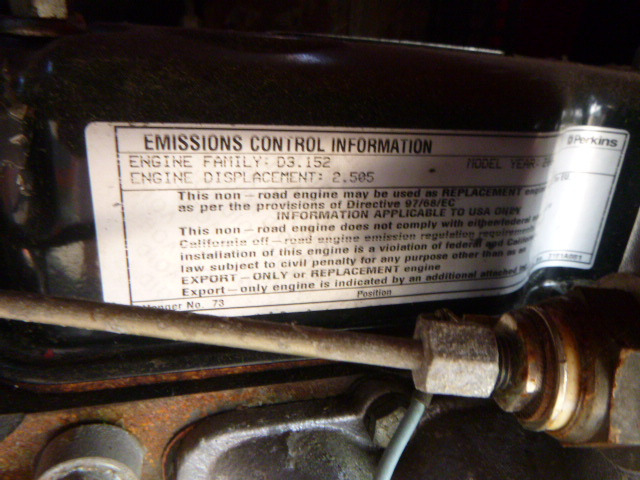 EMISSIONS CONTROL INFORMATION
Perkins
ENGINE FAMILY: D3.152 MODEL YEAR:
ENGINE DISPLACEMENT: 2.505
This non-road engine may be used as REPLACEMENT engine
as per the provisions of Directive 97/68/EC
INFORMATION APPLICABLE TO USA ONLY
This non-road engine does not comply with either federal
California off-road engine emission regulation requirements
installation of this engine is a violation of federal and
law subject to civil penalty for any purpose other than as
EXPORT-ONLY or REPLACEMENT engine
Export-only engine is indicated by an additional attached
No. 73 Position